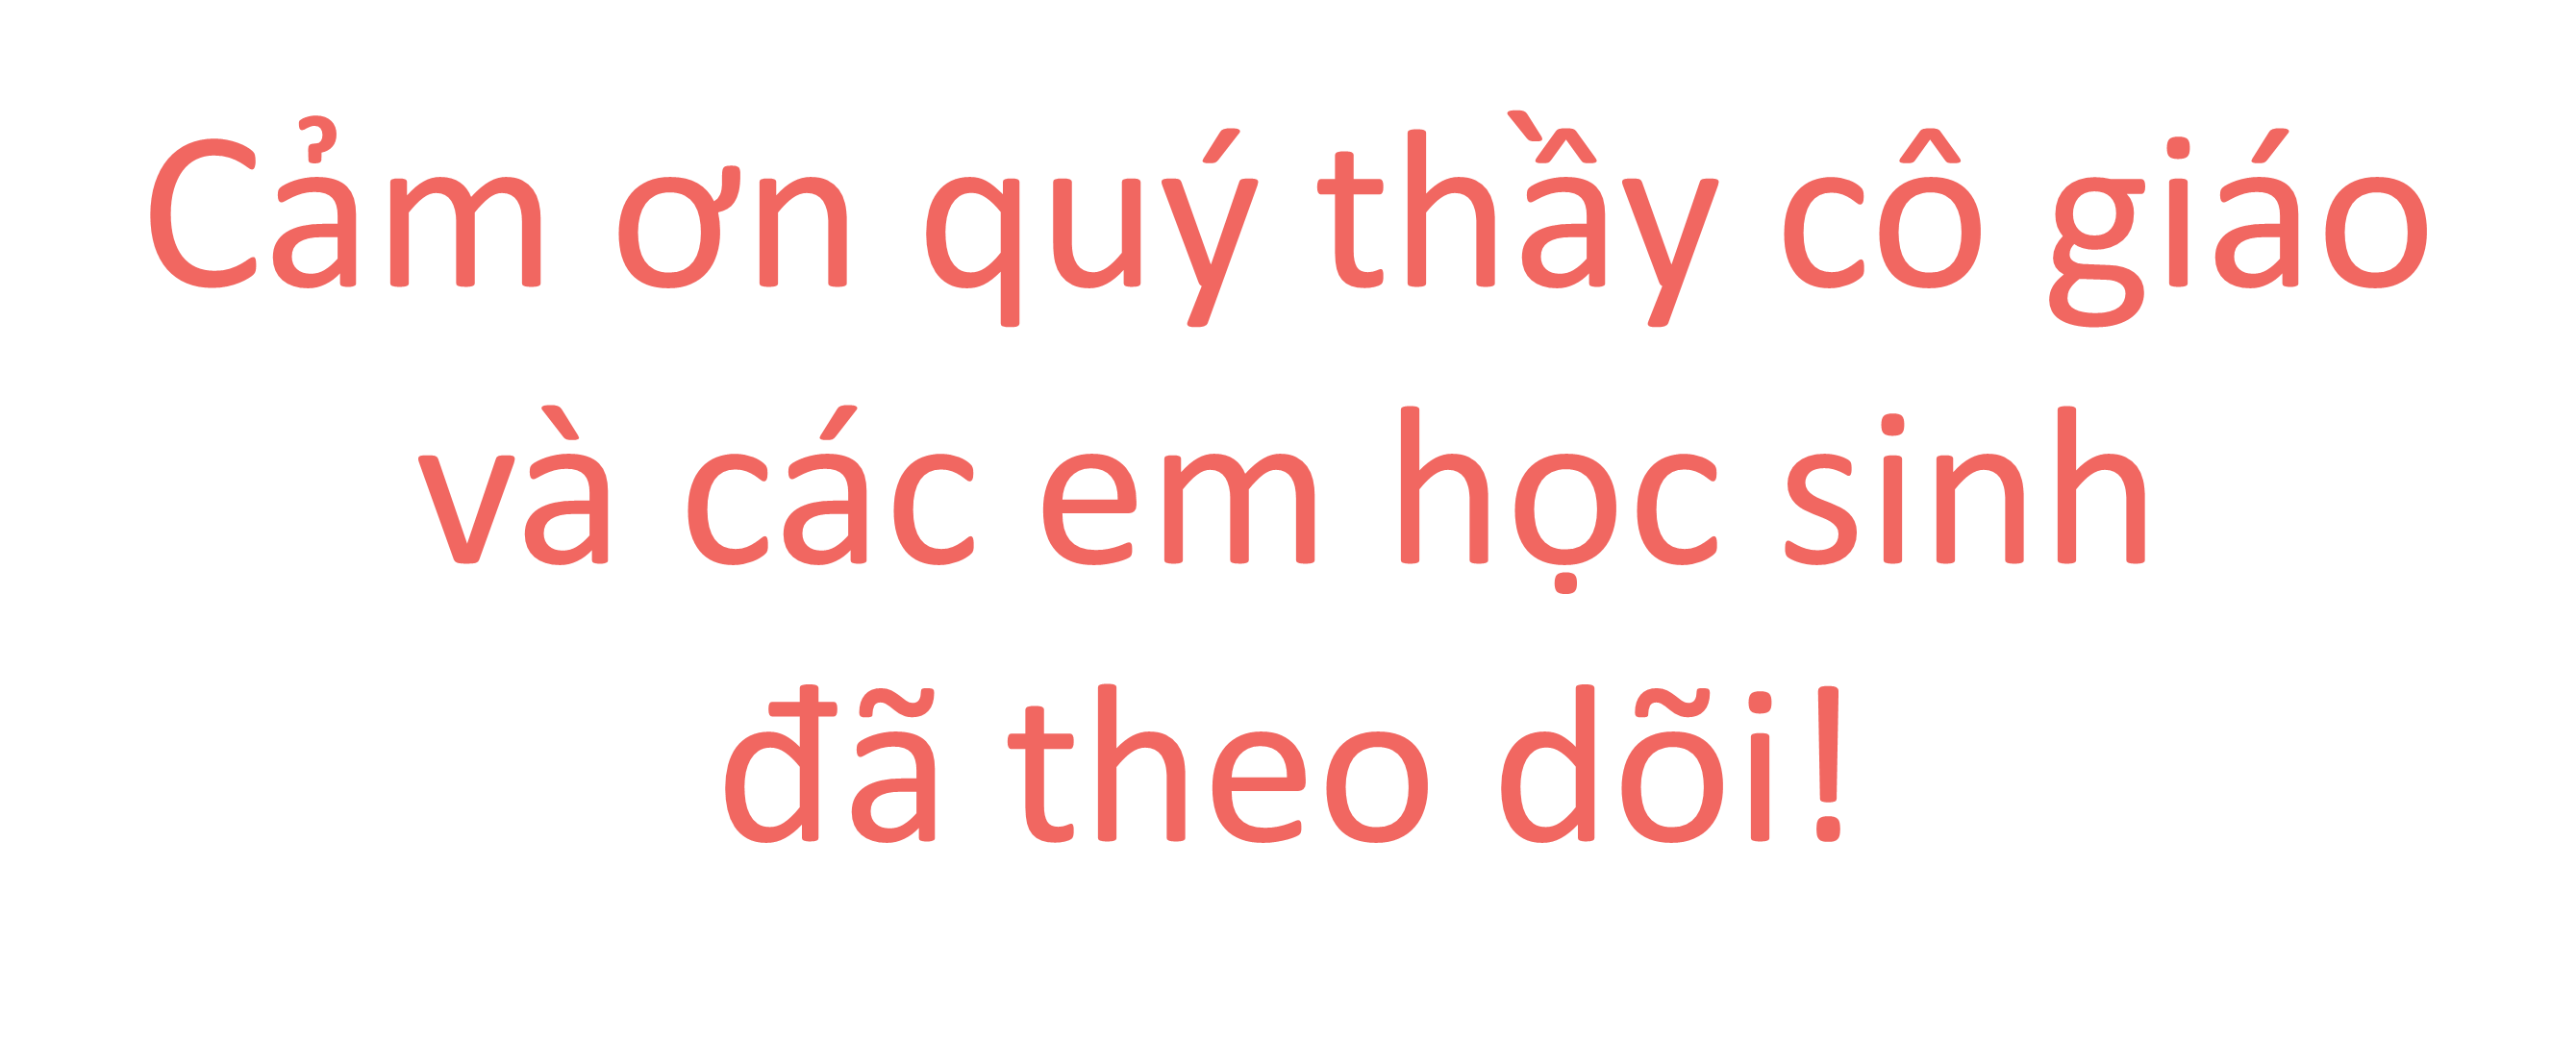 Cảm ơn quý thầy cô giáo
và các em học sinh
đã theo dõi!